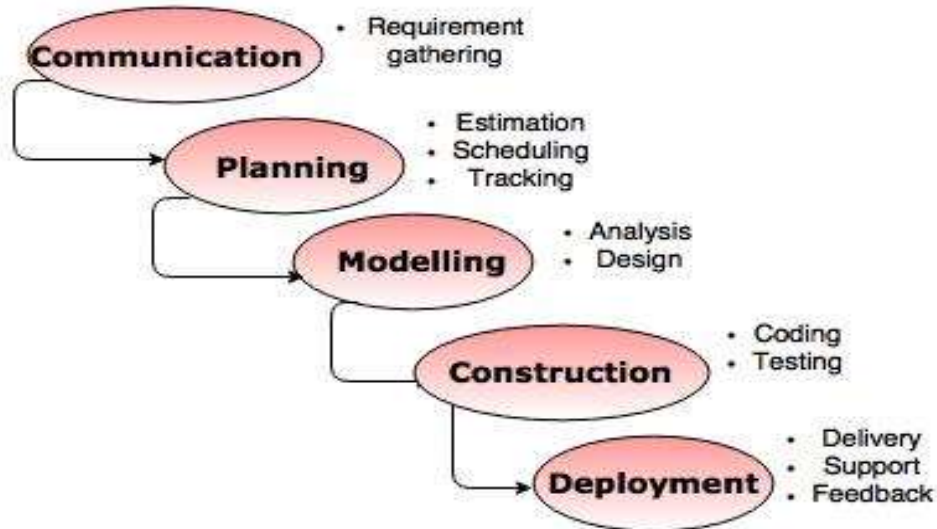 Communication
• Requirement
gathering
Planning
• Estimation
• Scheduling
• Tracking
Modelling
• Analysis
• Design
Construction
• Coding
• Testing
Deployment
• Delivery
• Support
• Feedback